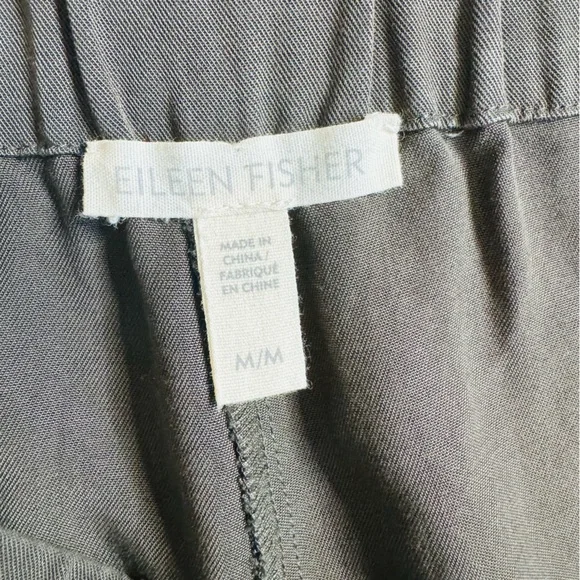 EILEEN FISHER
MADE IN
CHINA /
FABRIQUÉ
EN CHINE
M/M